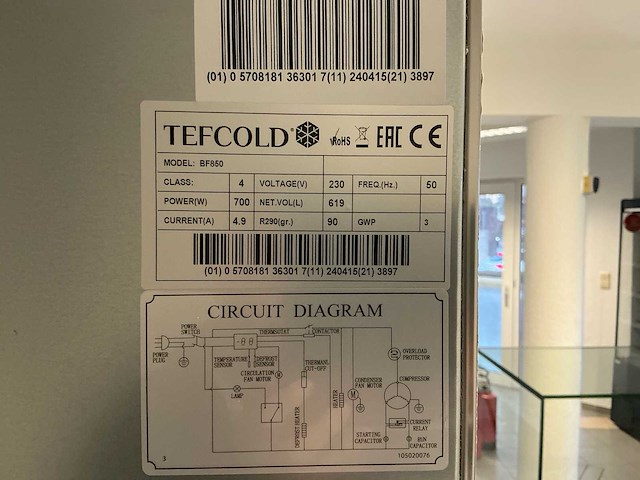 (01) 0 5708181 36301 7(11) 240415(21) 3897
TEFCOLD RoHS EAC CE
MODEL: BF850
CLASS: 4 VOLTAGE(V) 230 FREQ.(Hz.) 50
POWER(W) 700 NET.VOL(L) 619
CURRENT(A) 4.9 R290(gr.) 90 GWP 3
(01) 0 5708181 36301 7(11) 240415(21) 3897
CIRCUIT DIAGRAM
POWER SWITCH
THERMOSTAT
CONTACTOR
POWER PLUG
-88
TEMPERATURE SENSOR
DEFROST SENSOR
OVERLOAD PROTECTOR
THERMAL CUT-OFF
CIRCULATION FAN MOTOR
CONDENSER FAN MOTOR
COMPRESSOR
LAMP
M
HEATER
DEFROST HEATER
CURRENT RELAY
STARTING CAPACITOR
RUN CAPACITOR
3
105020076